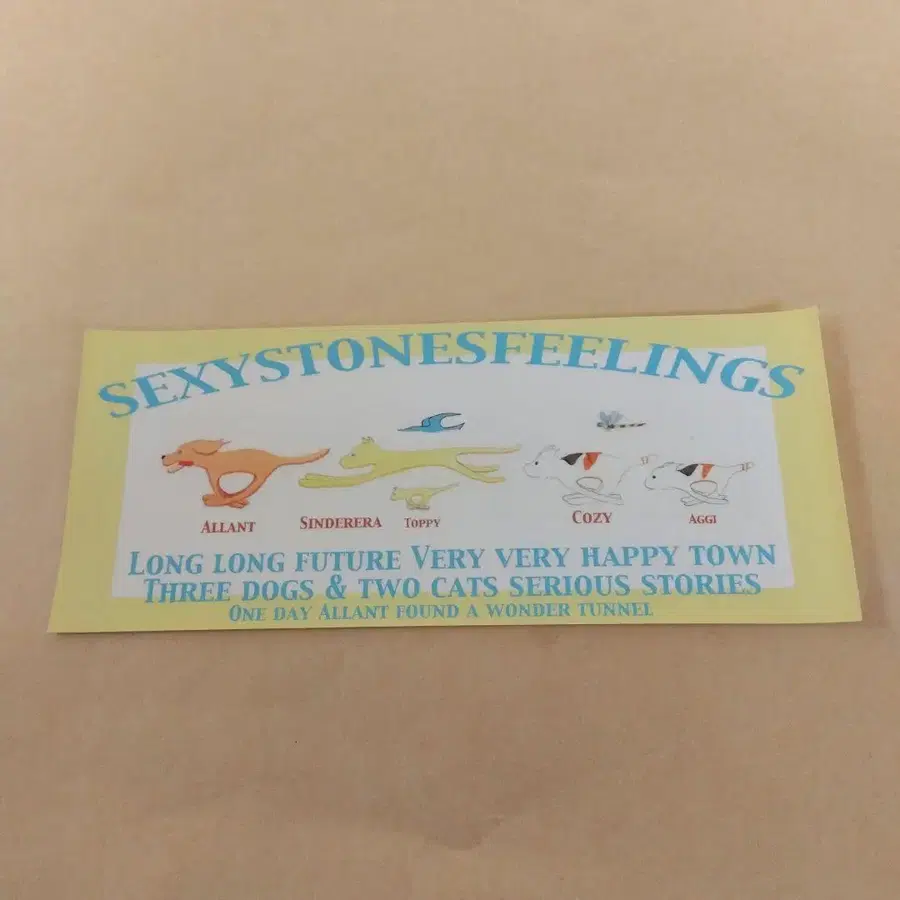 SEXYSTONESFEELINGS
ALLANT SINDERERA TOPPY COZY AGGI
LONG LONG FUTURE VERY VERY HAPPY TOWN
THREE DOGS & TWO CATS SERIOUS STORIES
ONE DAY ALLANT FOUND A WONDER TUNNEL